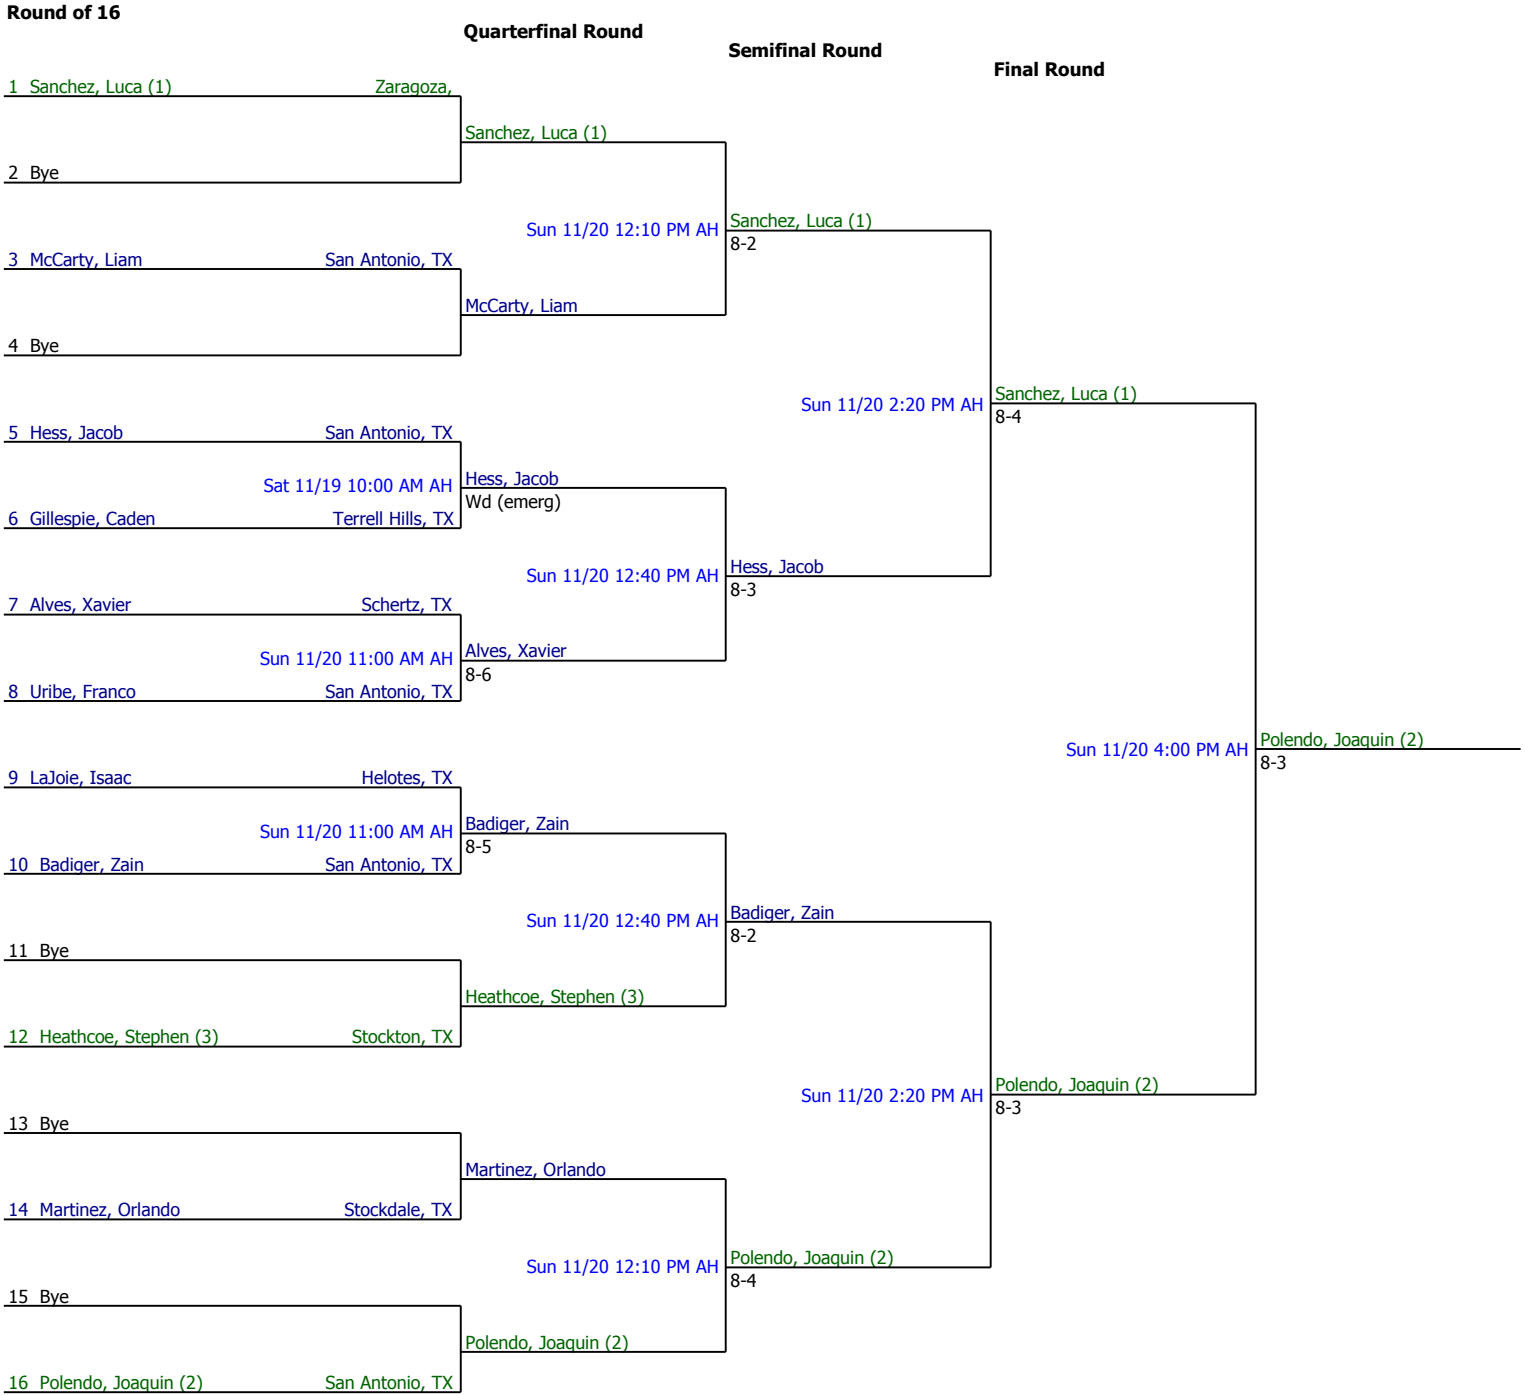 Round of 16
Quarterfinal Round
Semifinal Round
Final Round
1 Sanchez, Luca (1) Zaragoza,
Sanchez, Luca (1)
2 Bye
Sun 11/20 12:10 PM AH
Sanchez, Luca (1)
8-2
3 McCarty, Liam San Antonio, TX
McCarty, Liam
4 Bye
Sun 11/20 2:20 PM AH
Sanchez, Luca (1)
8-4
5 Hess, Jacob San Antonio, TX
Sat 11/19 10:00 AM AH
Hess, Jacob
Wd (emerg)
6 Gillespie, Caden Terrell Hills, TX
Sun 11/20 12:40 PM AH
Hess, Jacob
8-3
7 Alves, Xavier Schertz, TX
Sun 11/20 11:00 AM AH
Alves, Xavier
8-6
8 Uribe, Franco San Antonio, TX
Sun 11/20 4:00 PM AH
Polendo, Joaquin (2)
8-3
9 LaJoie, Isaac Helotes, TX
Sun 11/20 11:00 AM AH
Badiger, Zain
8-5
10 Badiger, Zain San Antonio, TX
Sun 11/20 12:40 PM AH
Badiger, Zain
8-2
11 Bye
Heathcoe, Stephen (3)
12 Heathcoe, Stephen (3) Stockton, TX
Sun 11/20 2:20 PM AH
Polendo, Joaquin (2)
8-3
13 Bye
Martinez, Orlando
14 Martinez, Orlando Stockdale, TX
Sun 11/20 12:10 PM AH
Polendo, Joaquin (2)
8-4
15 Bye
Polendo, Joaquin (2)
16 Polendo, Joaquin (2) San Antonio, TX